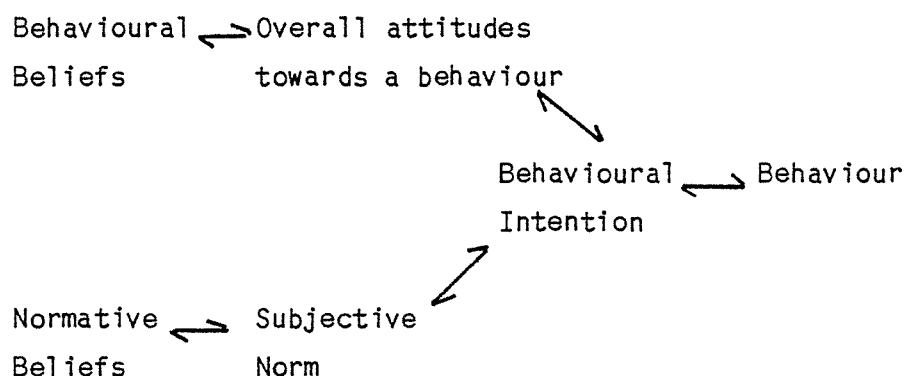 Behavioural Overall attitudes
Beliefs towards a behaviour
Behavioural Behaviour
Intention
Normative Subjective
Beliefs Norm